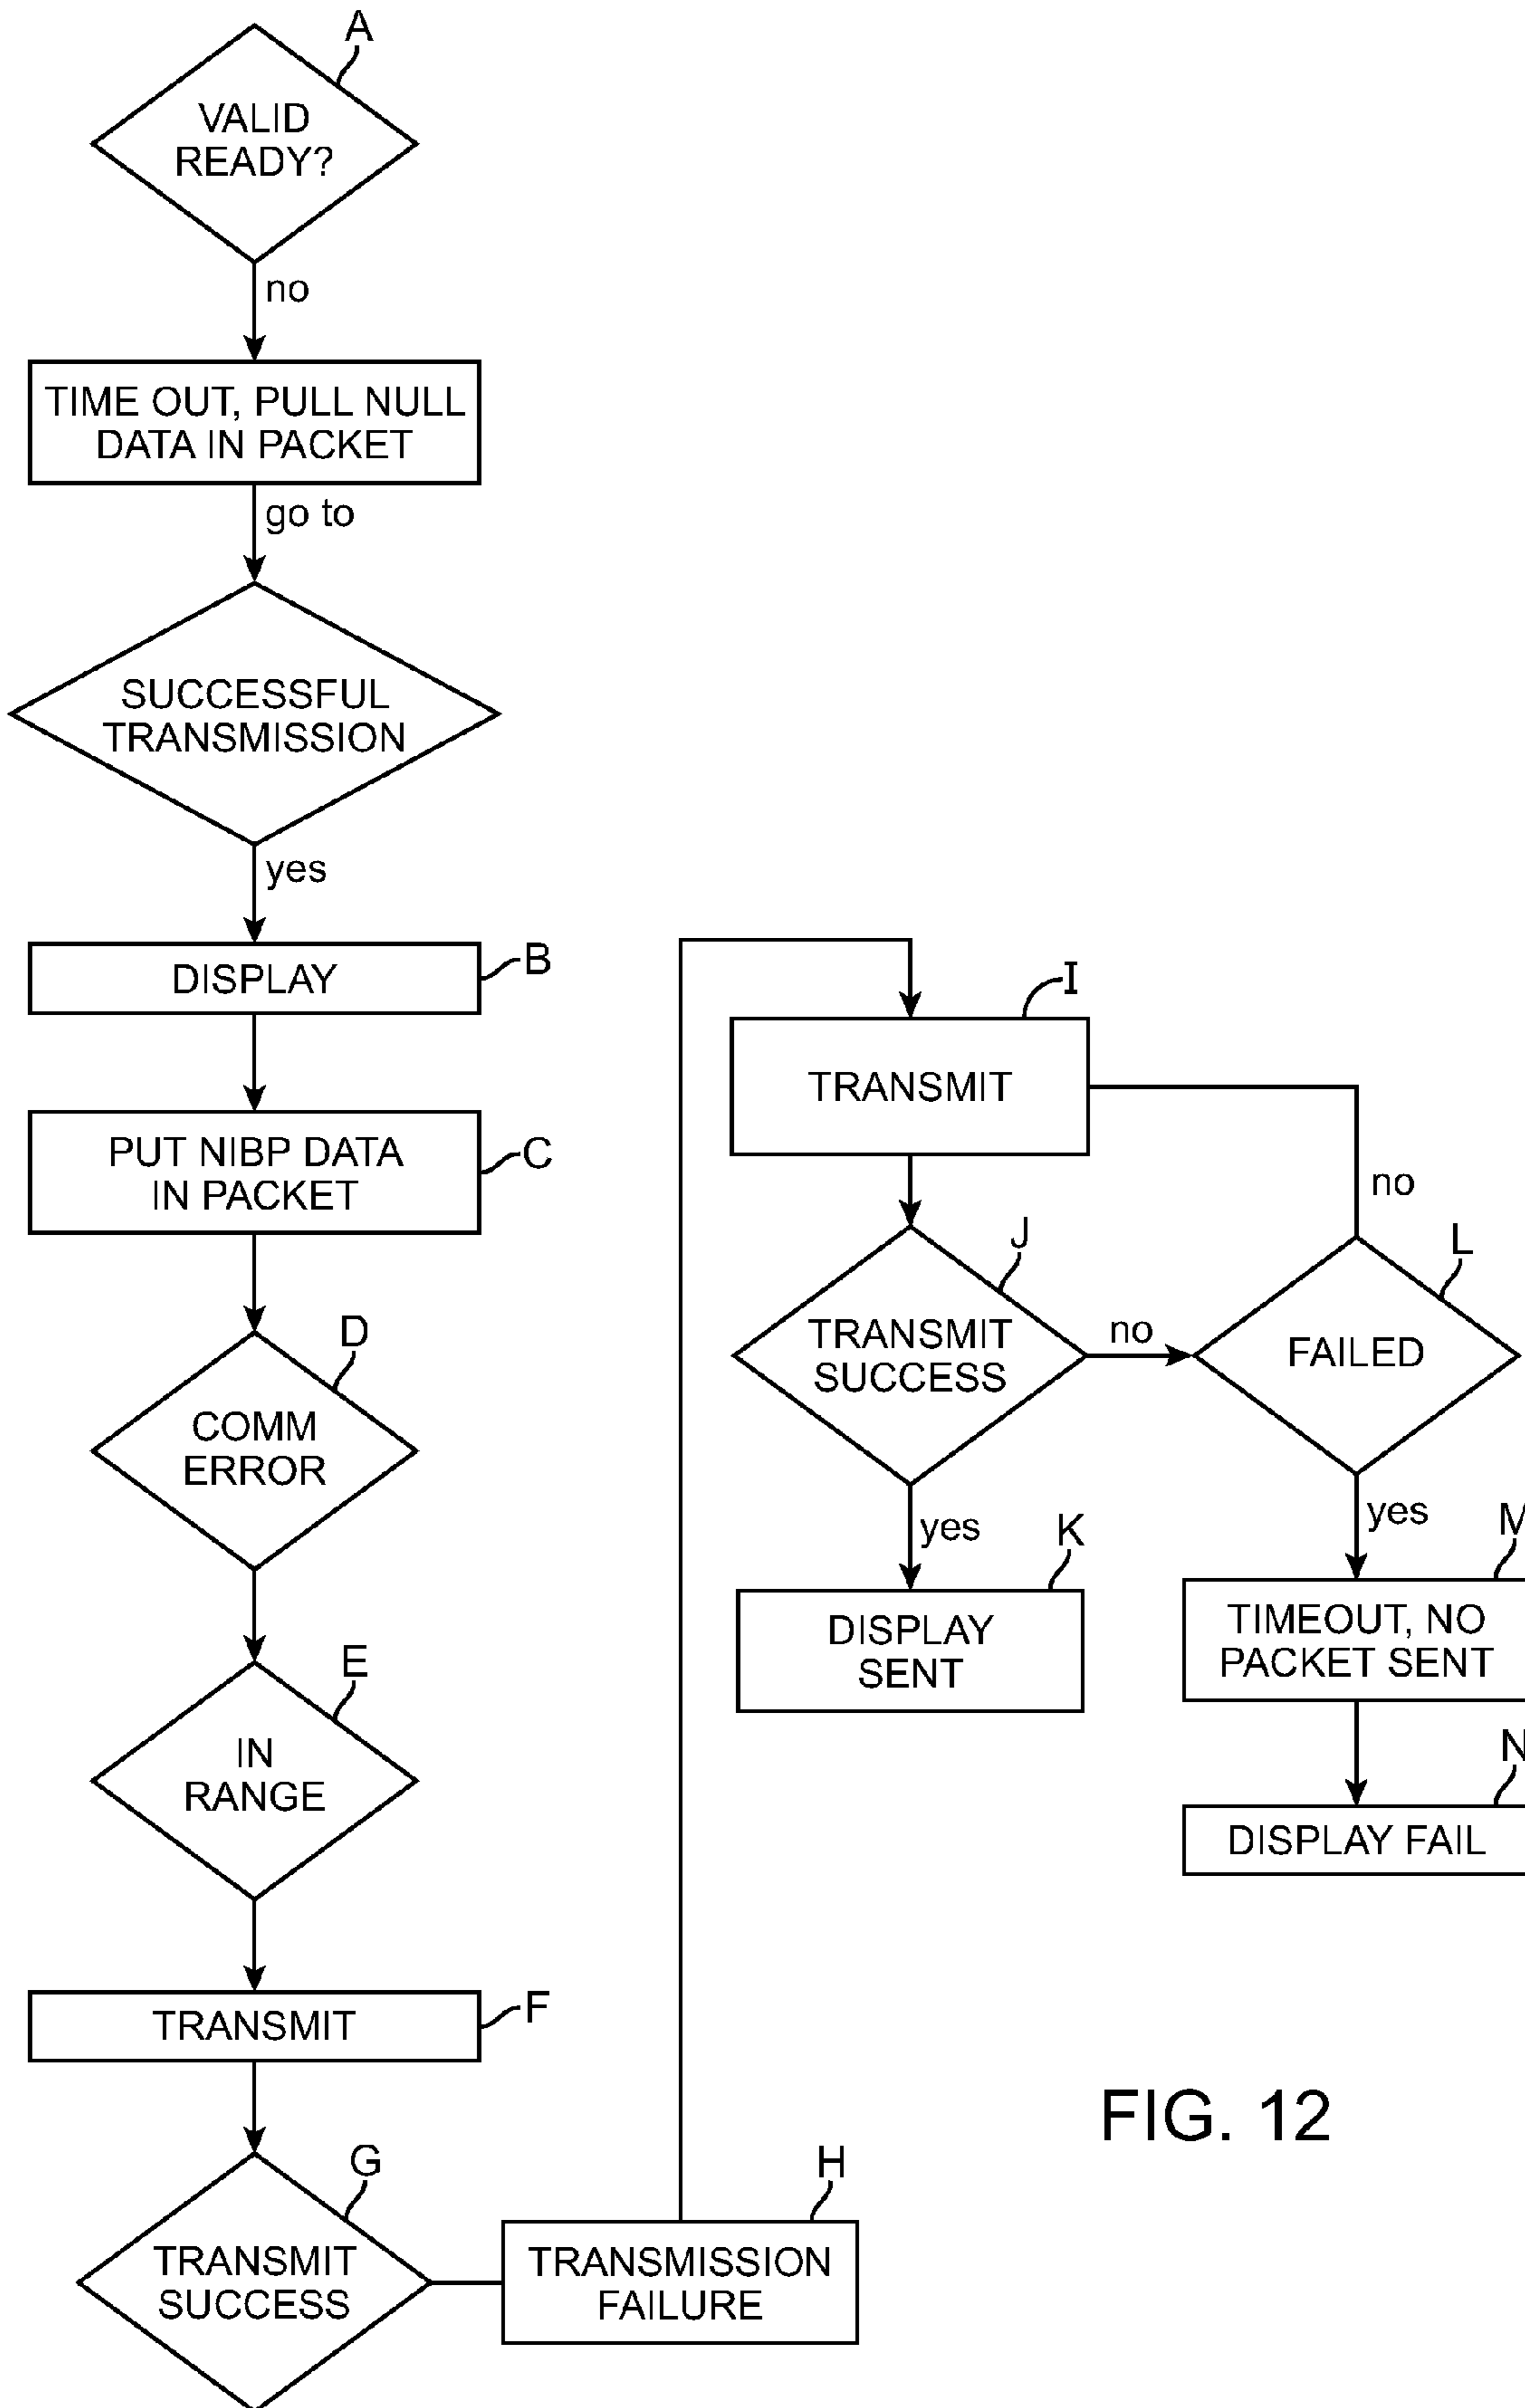 A
VALID
READY?
no
TIME OUT, PULL NULL
DATA IN PACKET
go to
SUCCESSFUL
TRANSMISSION
yes
DISPLAY
B
PUT NIBP DATA
IN PACKET
C
D
COMM
ERROR
E
IN
RANGE
TRANSMIT
F
G
TRANSMIT
SUCCESS
H
TRANSMISSION
FAILURE
I
TRANSMIT
J
TRANSMIT
SUCCESS
no
yes
K
DISPLAY
SENT
no
L
FAILED
yes
M
TIMEOUT, NO
PACKET SENT
N
DISPLAY FAIL
FIG. 12